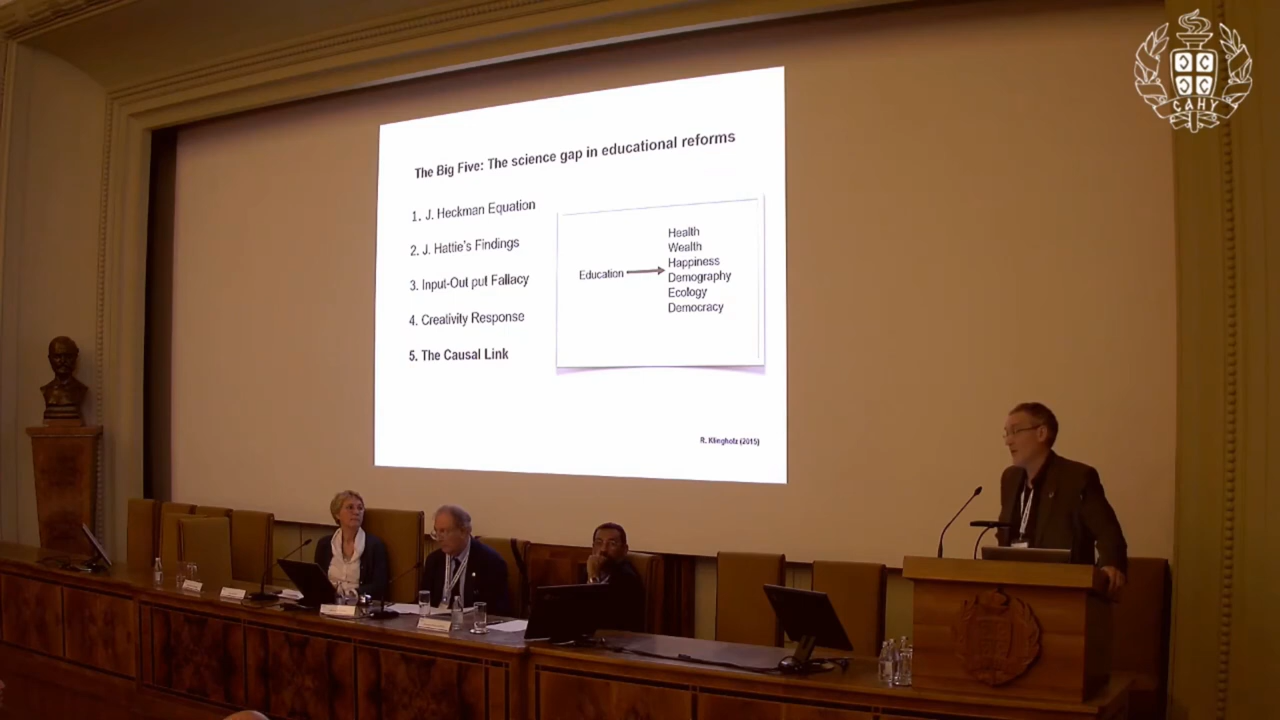 The Big Five: The science gap in educational reforms
1. J. Heckman Equation
2. J. Hattie's Findings
3. Input-Out put Fallacy
4. Creativity Response
5. The Causal Link
Education
Health
Wealth
Happiness
Demography
Ecology
Democracy
R. Klingholz (2015)
САНУ